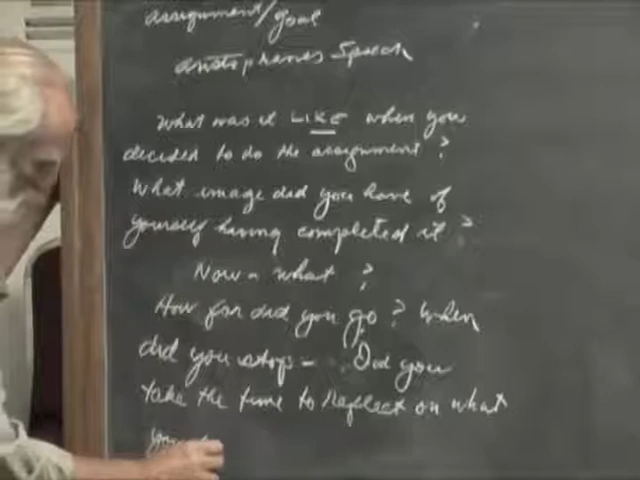 assignment/goal
Aristophanes Speech
What was it LIKE when you
decided to do the assignment?
What image did you have of
yourself having completed it?
Now - what?
How far did you go? When
did you stop - Did you
take the time to Reflect on what